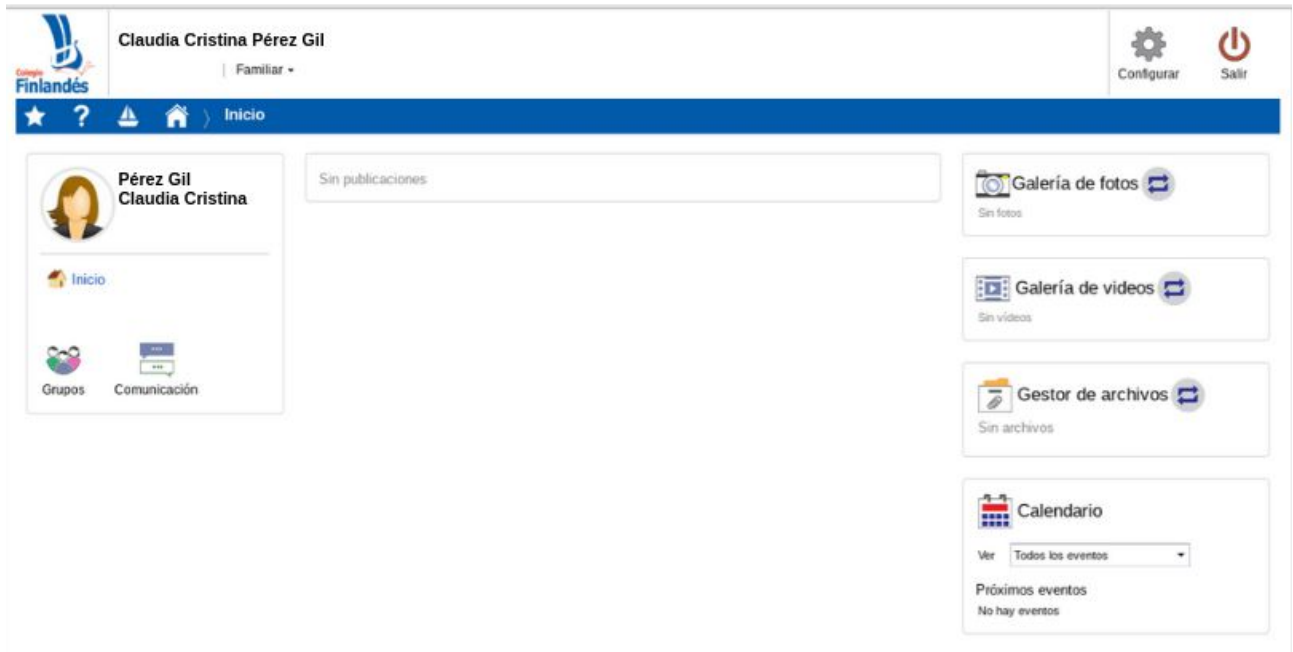 Claudia Cristina Pérez Gil
Familiar
Configurar
Salir
Colegio
Finlandés
Inicio
Pérez Gil
Claudia Cristina
Inicio
Grupos
Comunicación
Sin publicaciones
Galería de fotos
Sin fotos
Galería de videos
Sin vídeos
Gestor de archivos
Sin archivos
Calendario
Ver Todos los eventos
Próximos eventos
No hay eventos